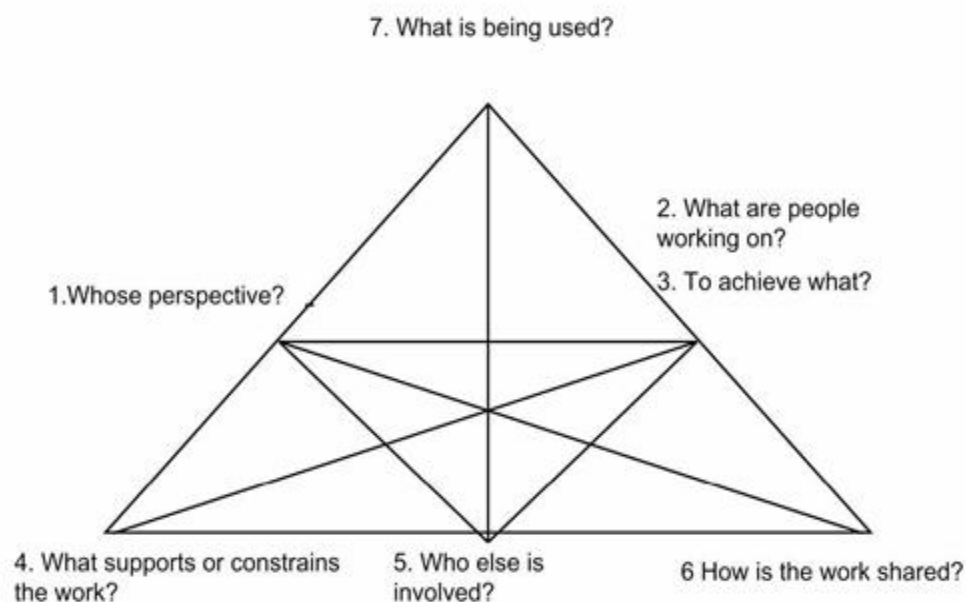 7. What is being used?
2. What are people
working on?
3. To achieve what?
1.Whose perspective?
4. What supports or constrains
the work?
5. Who else is
involved?
6 How is the work shared?